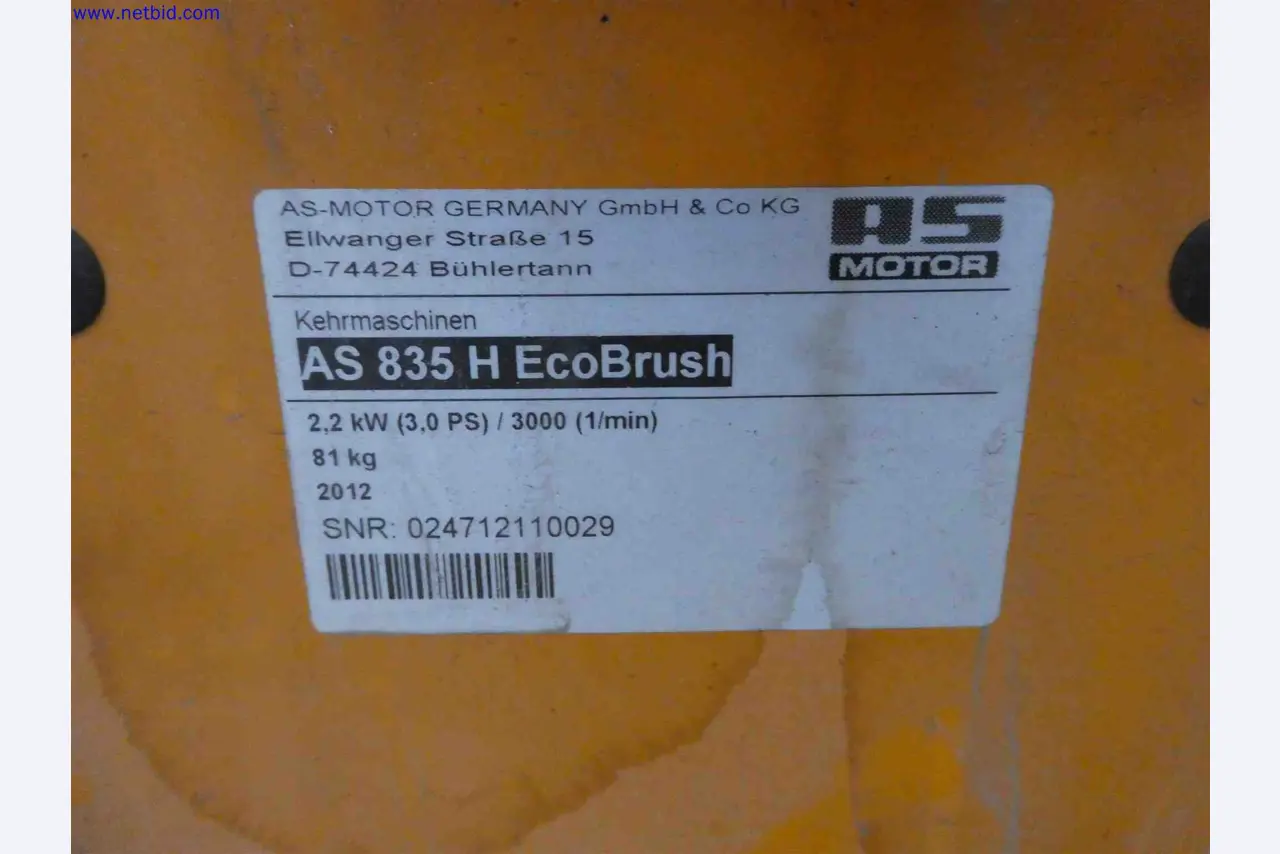 www.netbid.com
AS-MOTOR GERMANY GmbH & Co KG
Ellwanger Straße 15
D-74424 Bühlertann
AS
MOTOR
Kehrmaschinen
AS 835 H EcoBrush
2,2 kW (3,0 PS) / 3000 (1/min)
81 kg
2012
SNR: 024712110029